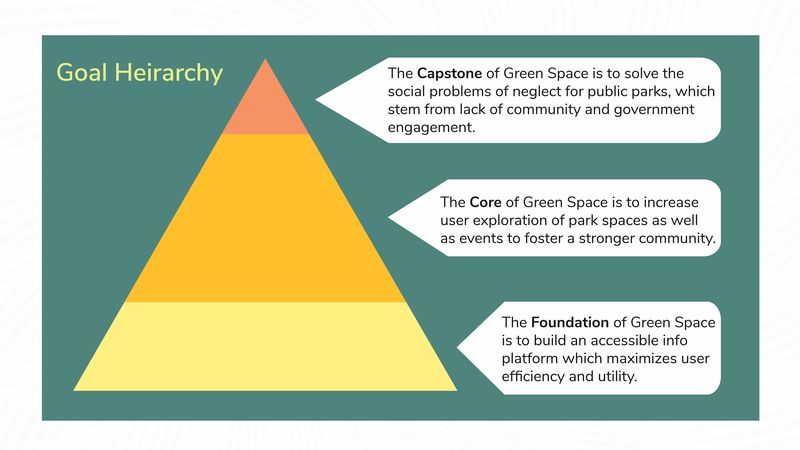 Goal Heirarchy
The Capstone of Green Space is to solve the
social problems of neglect for public parks, which
stem from lack of community and government
engagement.
The Core of Green Space is to increase
user exploration of park spaces as well
as events to foster a stronger community.
The Foundation of Green Space
is to build an accessible info
platform which maximizes user
efficiency and utility.